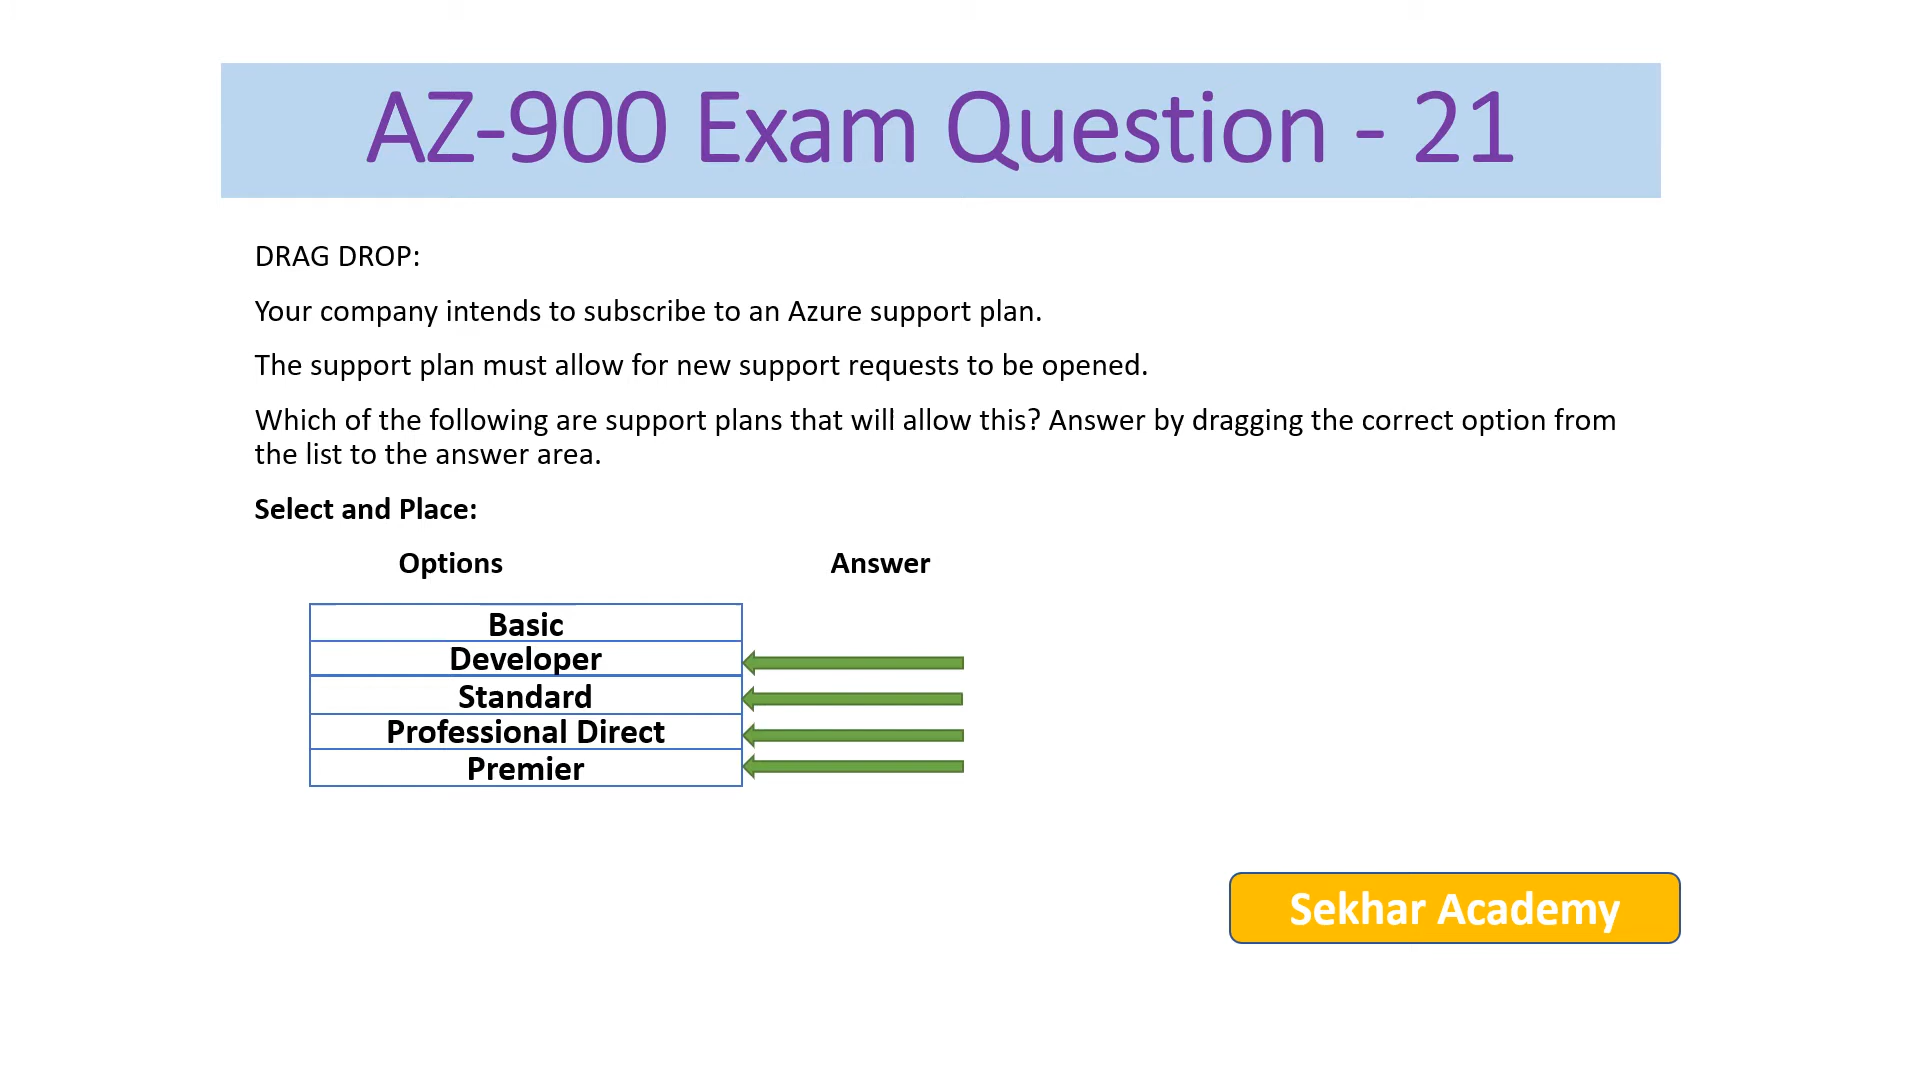 AZ-900 Exam Question - 21
DRAG DROP:
Your company intends to subscribe to an Azure support plan.
The support plan must allow for new support requests to be opened.
Which of the following are support plans that will allow this? Answer by dragging the correct option from
the list to the answer area.
Select and Place:
Options Answer
Basic
Developer
Standard
Professional Direct
Premier
Sekhar Academy